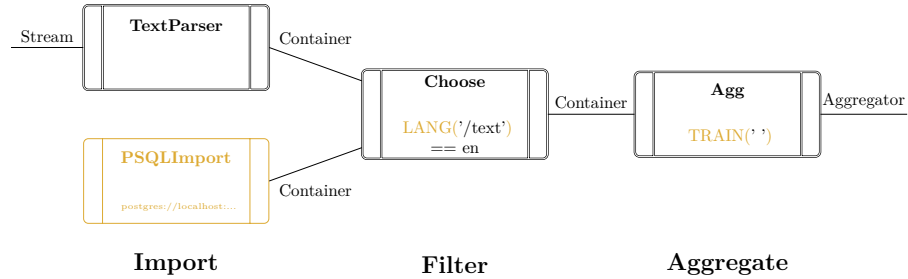 Stream
TextParser
Container
PSQLImport
postgres://localhost:...
Container
Choose
LANG('/text')
== en
Container
Agg
TRAIN(' ')
Aggregator
Import
Filter
Aggregate